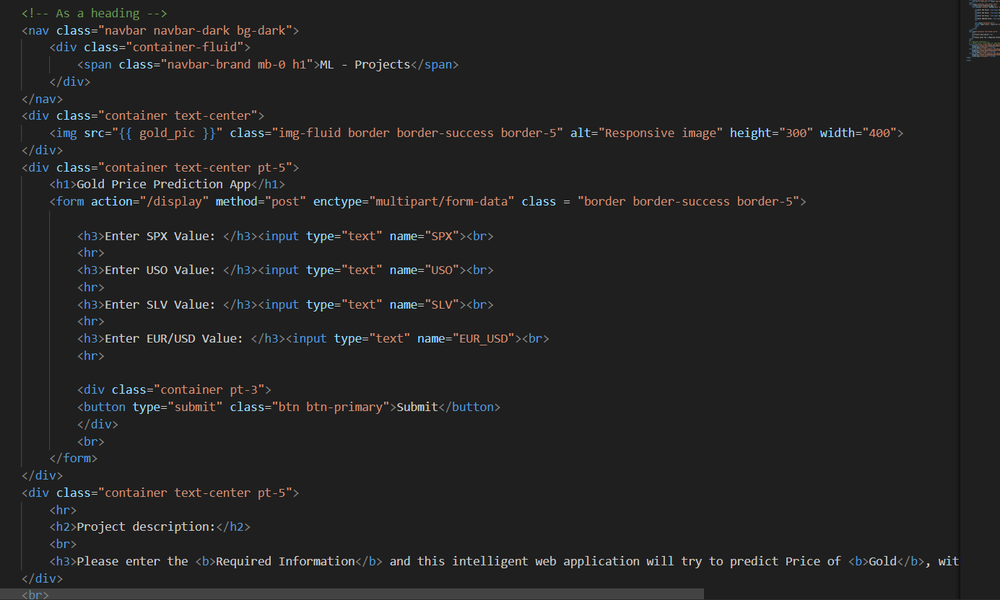 <!-- As a heading -->
<nav class="navbar navbar-dark bg-dark">
<div class="container-fluid">
<span class="navbar-brand mb-0 h1">ML - Projects</span>
</div>
</nav>
<div class="container text-center">
<img src="{{ gold_pic }}" class="img-fluid border border-success border-5" alt="Responsive image" height="300" width="400">
</div>
<div class="container text-center pt-5">
<h1>Gold Price Prediction App</h1>
<form action="/display" method="post" enctype="multipart/form-data" class = "border border-success border-5">
<h3>Enter SPX Value: </h3><input type="text" name="SPX"><br>
<hr>
<h3>Enter USO Value: </h3><input type="text" name="USO"><br>
<hr>
<h3>Enter SLV Value: </h3><input type="text" name="SLV"><br>
<hr>
<h3>Enter EUR/USD Value: </h3><input type="text" name="EUR_USD"><br>
<hr>
<div class="container pt-3">
<button type="submit" class="btn btn-primary">Submit</button>
</div>
<br>
</form>
</div>
<div class="container text-center pt-5">
<hr>
<h2>Project description:</h2>
<br>
<h3>Please enter the <b>Required Information</b> and this intelligent web application will try to predict Price of <b>Gold</b>, wit
</div>
<br>